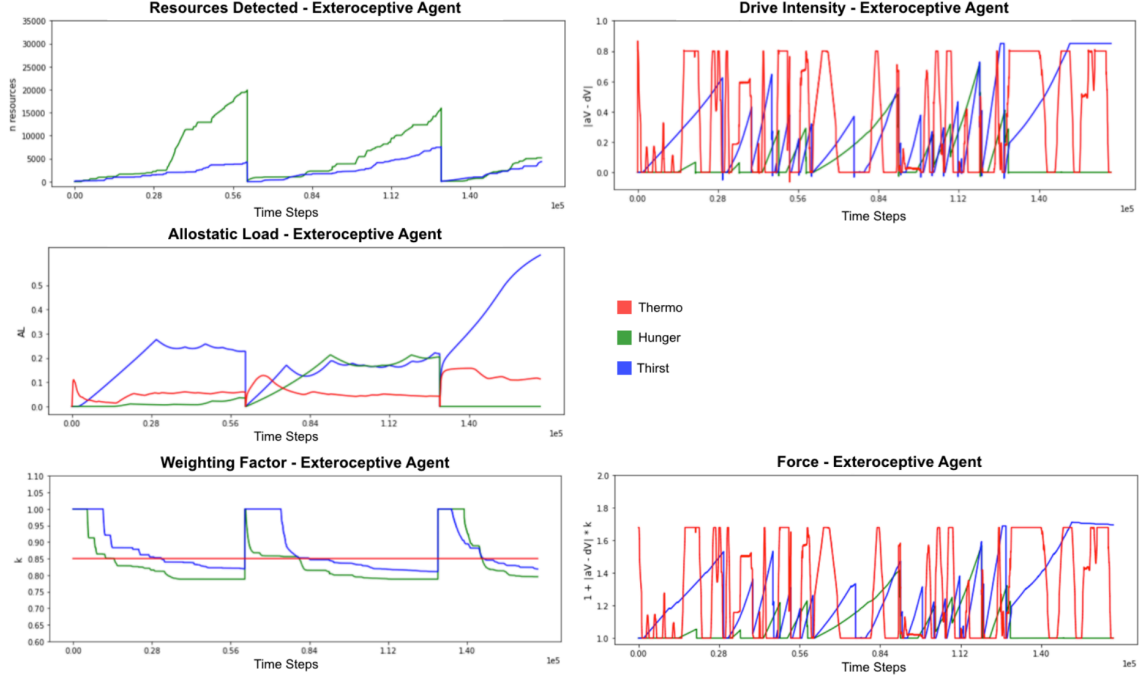 Resources Detected - Exteroceptive Agent
35000
30000
25000
20000
15000
10000
5000
0
n resources
0.00 0.28 0.56 0.84 1.12 1.40
1e5
Time Steps
Drive Intensity - Exteroceptive Agent
1.0
0.8
0.6
0.4
0.2
0.0
|aV - dV|
0.00 0.28 0.56 0.84 1.12 1.40
1e5
Time Steps
Allostatic Load - Exteroceptive Agent
0.5
0.4
0.3
0.2
0.1
0.0
AL
0.00 0.28 0.56 0.84 1.12 1.40
1e5
Time Steps
Thermo
Hunger
Thirst
Weighting Factor - Exteroceptive Agent
1.10
1.05
1.00
0.95
0.90
0.85
0.80
0.75
0.70
0.65
0.60
k
0.00 0.28 0.56 0.84 1.12 1.40
1e5
Time Steps
Force - Exteroceptive Agent
2.0
1.8
1.6
1.4
1.2
1.0
1 + |aV - dV| * k
0.00 0.28 0.56 0.84 1.12 1.40
1e5
Time Steps